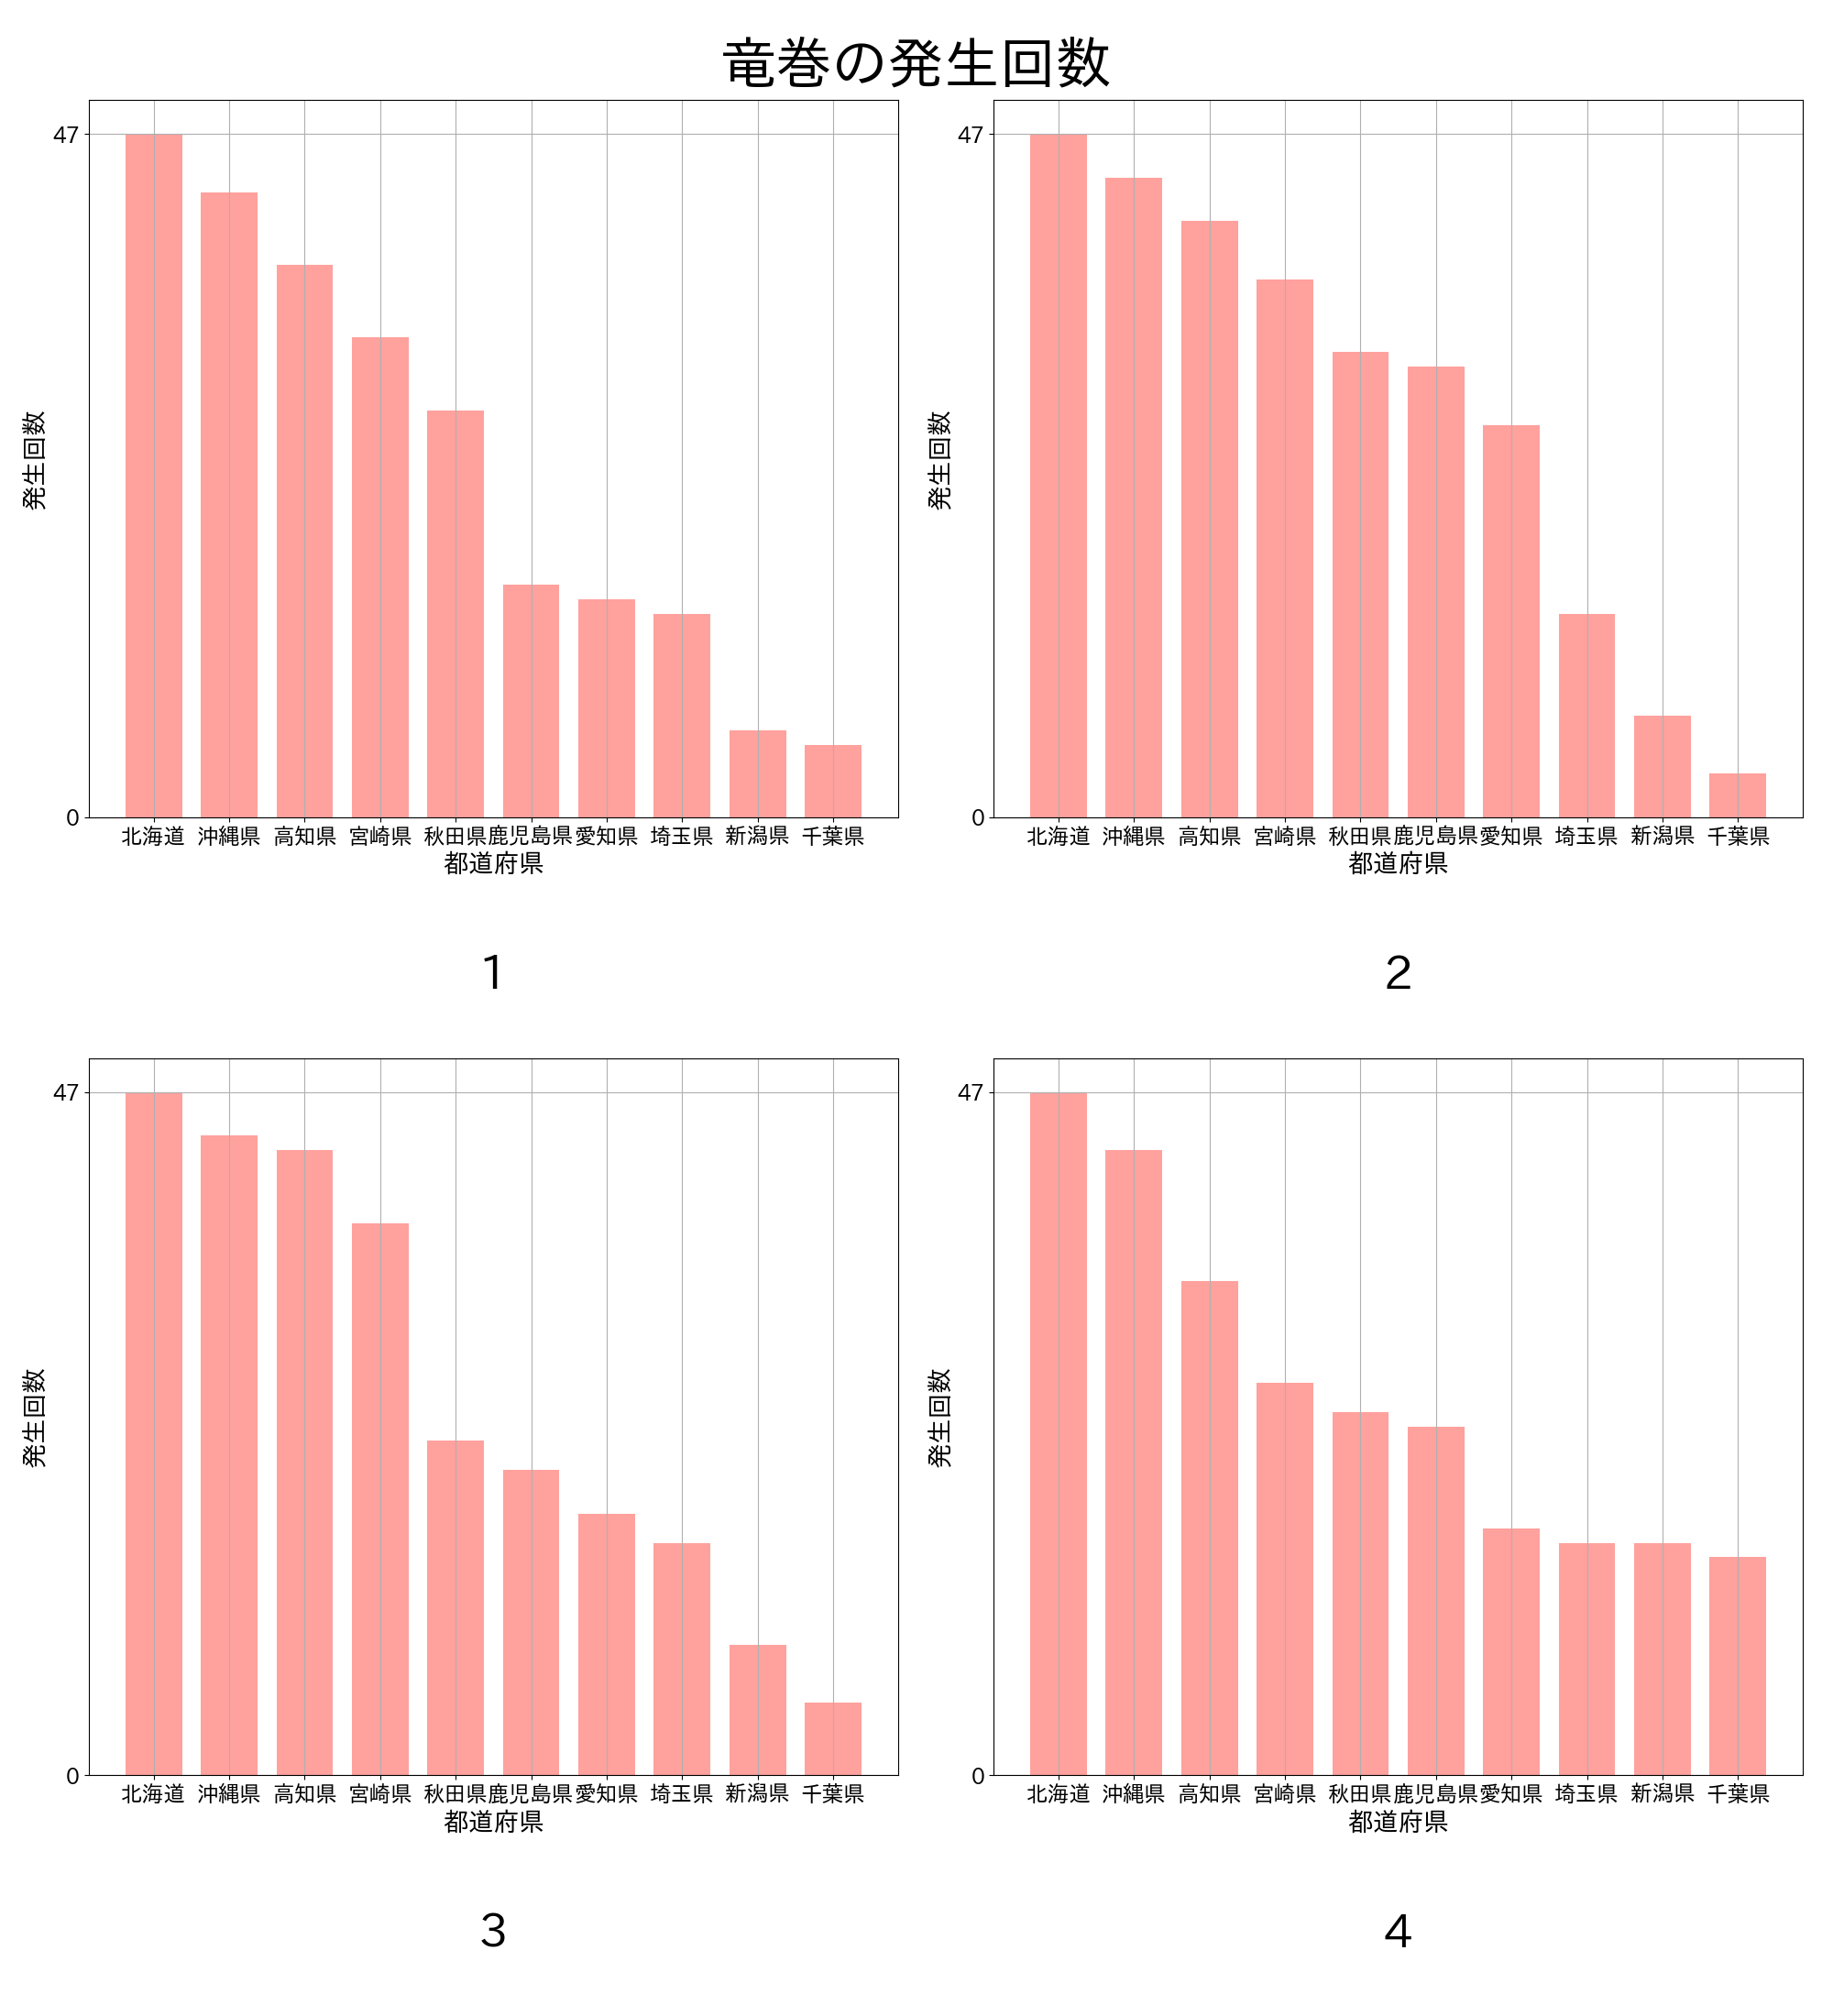 竜巻の発生回数
47
0
発生回数
北海道 沖縄県 高知県 宮崎県 秋田県 鹿児島県 愛知県 埼玉県 新潟県 千葉県
都道府県
1
47
0
発生回数
北海道 沖縄県 高知県 宮崎県 秋田県 鹿児島県 愛知県 埼玉県 新潟県 千葉県
都道府県
2
47
0
発生回数
北海道 沖縄県 高知県 宮崎県 秋田県 鹿児島県 愛知県 埼玉県 新潟県 千葉県
都道府県
3
47
0
発生回数
北海道 沖縄県 高知県 宮崎県 秋田県 鹿児島県 愛知県 埼玉県 新潟県 千葉県
都道府県
4